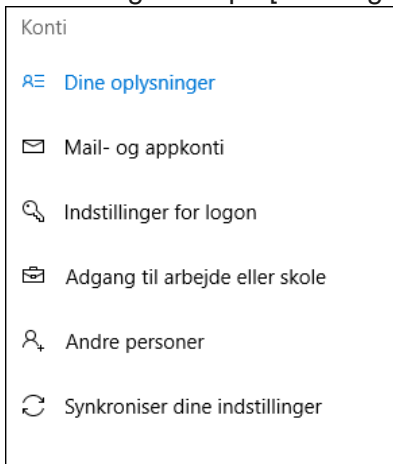 Konti
Dine oplysninger
Mail- og appkonti
Indstillinger for logon
Adgang til arbejde eller skole
Andre personer
Synkroniser dine indstillinger